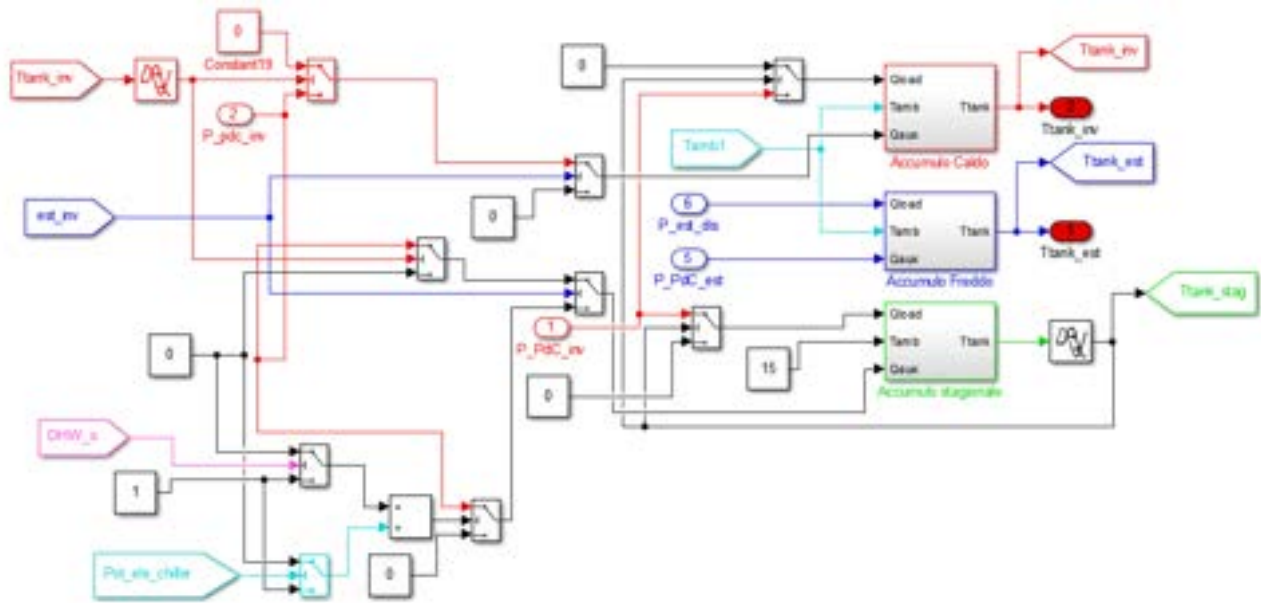 0
Constant19
Ttank_inv
2
P_pdc_inv
est_inv
0
0
1
DHW_s
Pot_ele_chiller
0
0
Tamb1
6
P_est_dis
5
P_PdC_est
1
P_PdC_inv
0
15
Qload
Tamb
Qaux
Ttank
Accumulo Caldo
Qload
Tamb
Qaux
Ttank
Accumulo Freddo
Qload
Tamb
Qaux
Ttank
Accumulo stagionale
Ttank_inv
Ttank_inv
Ttank_est
Ttank_est
Ttank_stag